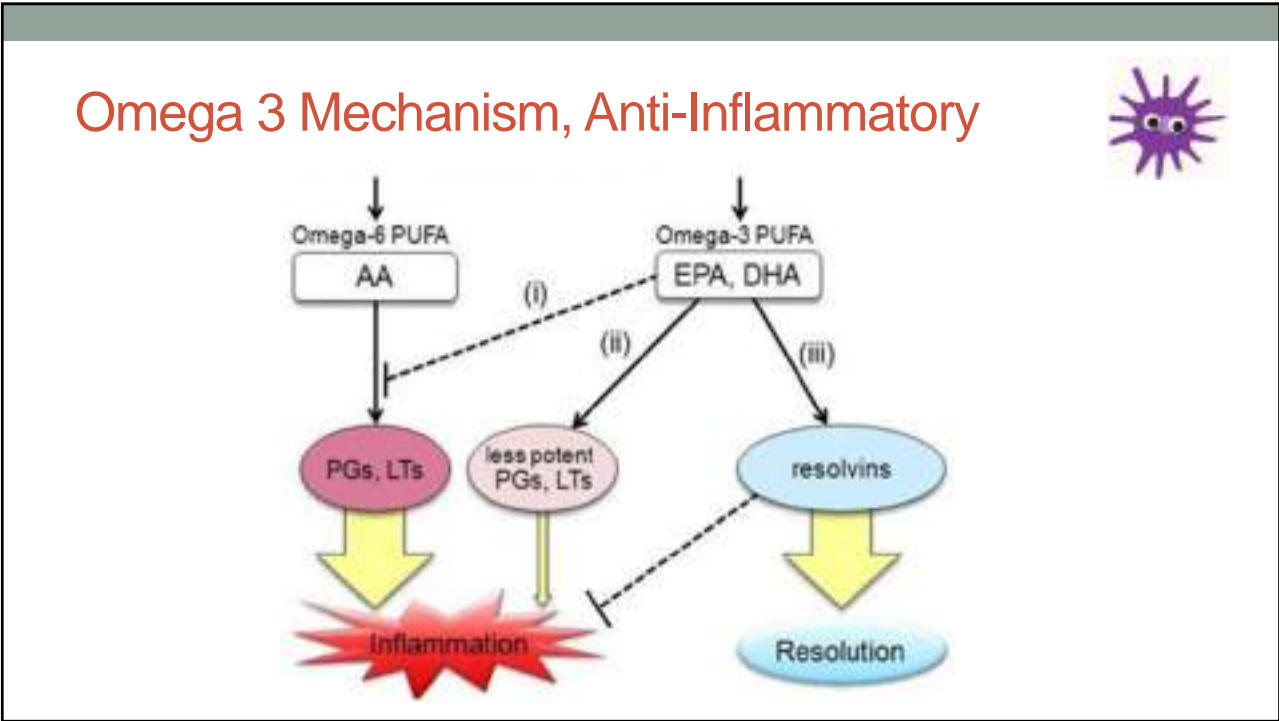 Omega 3 Mechanism, Anti-Inflammatory
Omega-6 PUFA
AA
Omega-3 PUFA
EPA, DHA
(i)
(ii)
(iii)
PGs, LTs
less potent
PGs, LTs
resolvins
Inflammation
Resolution